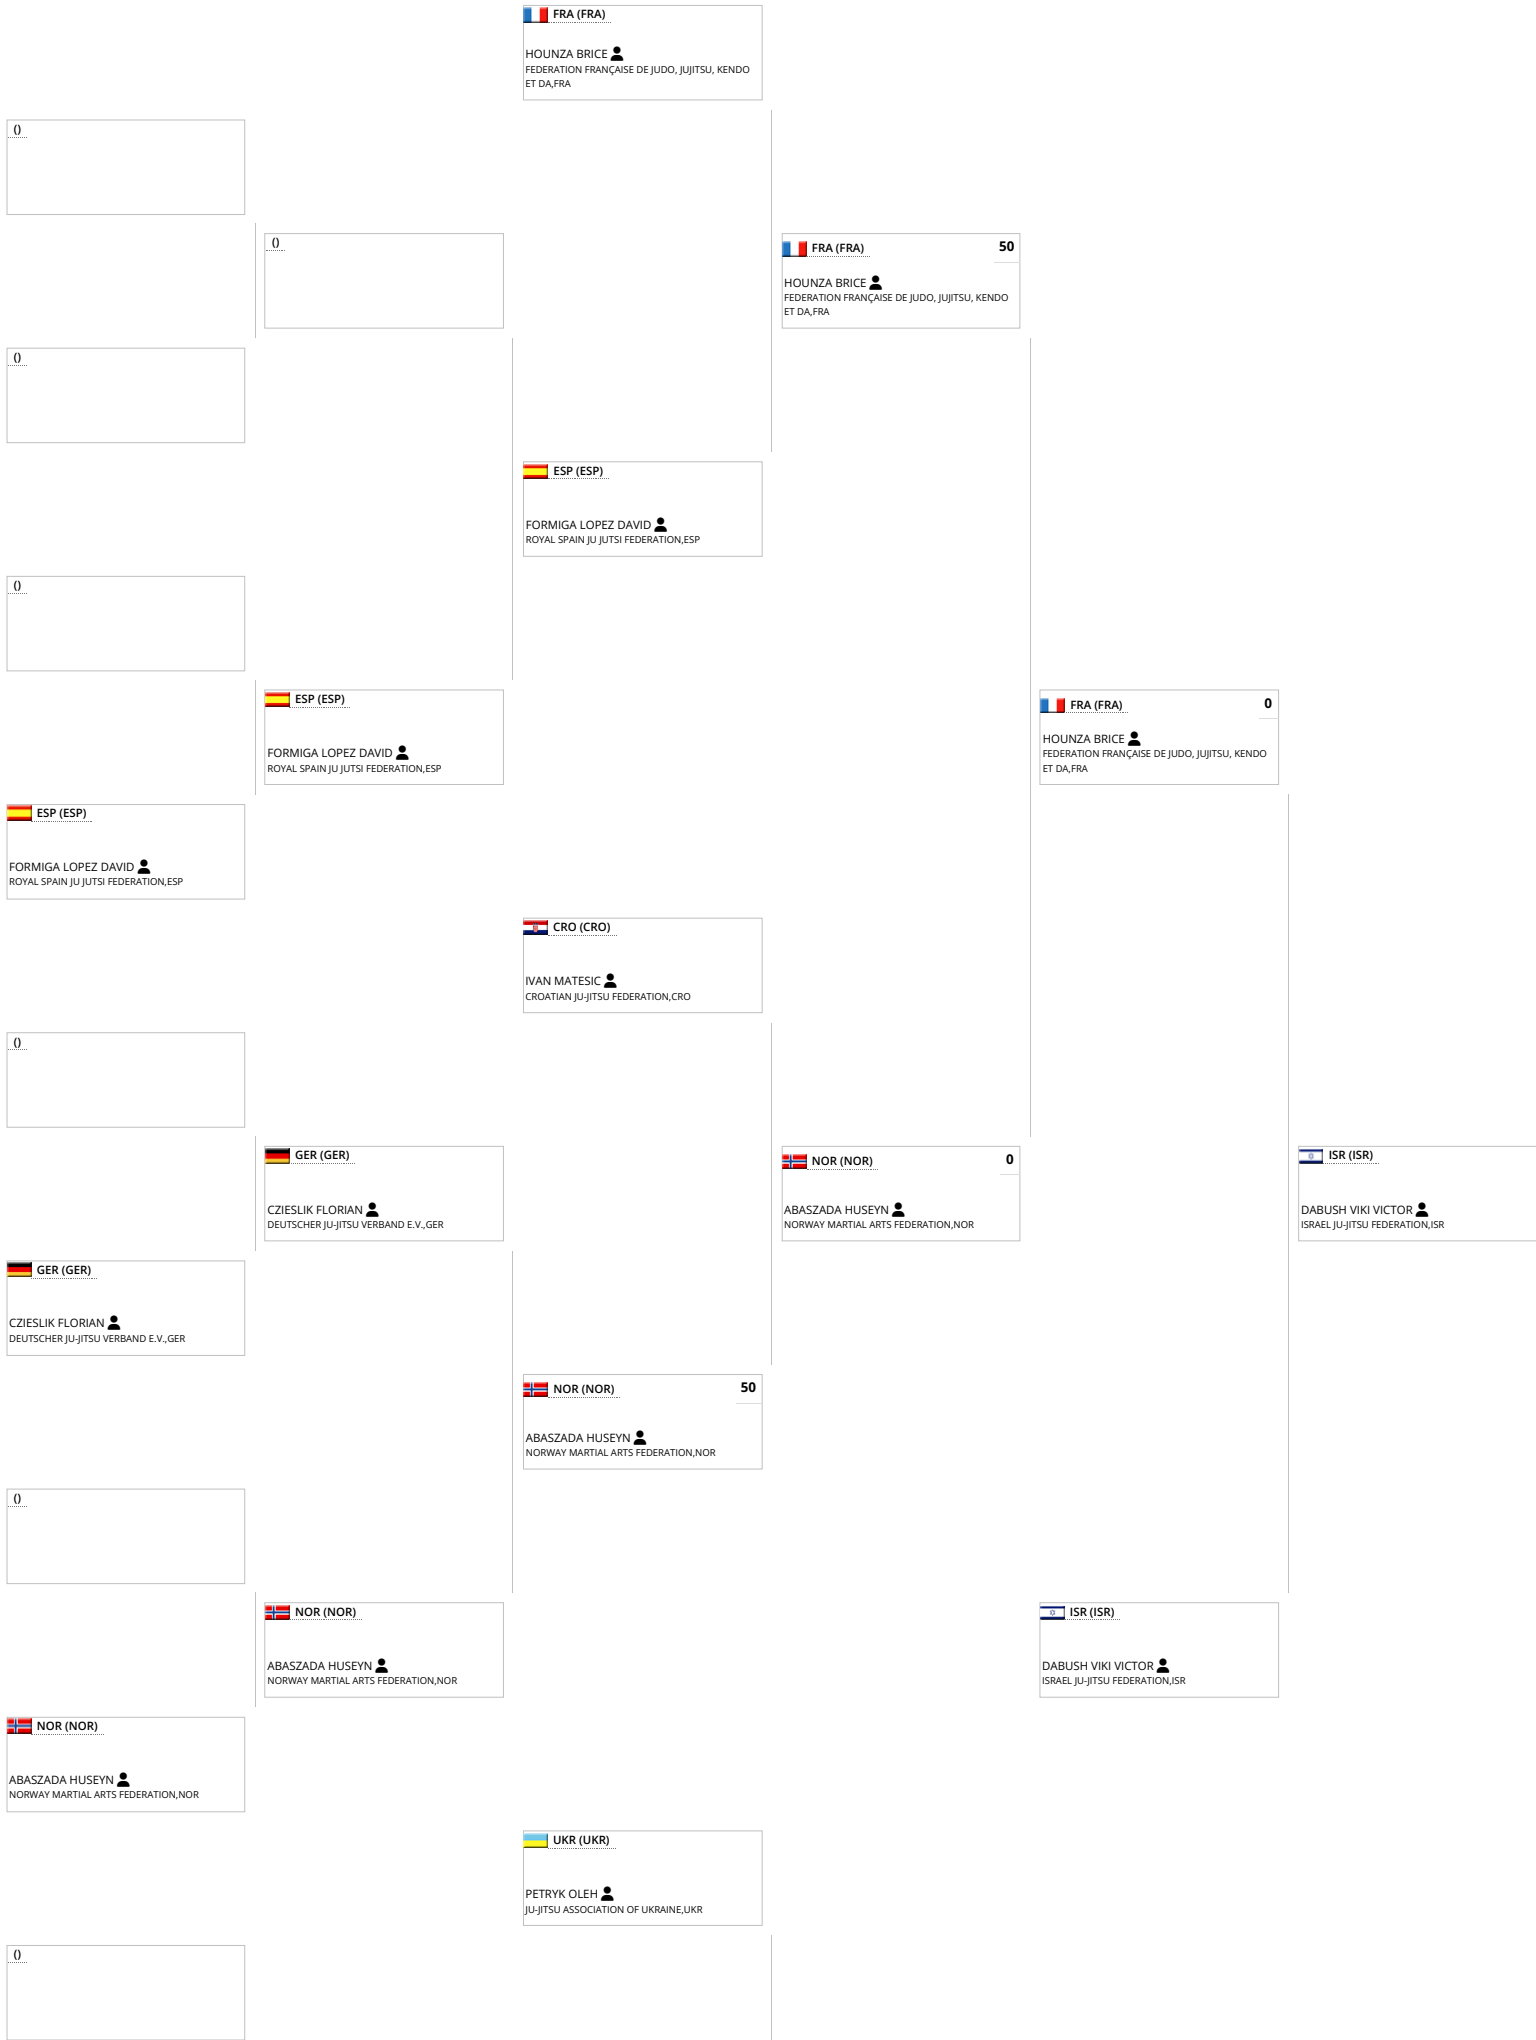 FRA (FRA)
HOUNZA BRICE
FEDERATION FRANÇAISE DE JUDO, JUJITSU, KENDO
ET DA,FRA
()
()
FRA (FRA) 50
HOUNZA BRICE
FEDERATION FRANÇAISE DE JUDO, JUJITSU, KENDO
ET DA,FRA
()
ESP (ESP)
FORMIGA LOPEZ DAVID
ROYAL SPAIN JU JUTSI FEDERATION,ESP
()
ESP (ESP)
FORMIGA LOPEZ DAVID
ROYAL SPAIN JU JUTSI FEDERATION,ESP
FRA (FRA) 0
HOUNZA BRICE
FEDERATION FRANÇAISE DE JUDO, JUJITSU, KENDO
ET DA,FRA
ESP (ESP)
FORMIGA LOPEZ DAVID
ROYAL SPAIN JU JUTSI FEDERATION,ESP
CRO (CRO)
IVAN MATESIC
CROATIAN JU-JITSU FEDERATION,CRO
()
GER (GER)
CZIESLIK FLORIAN
DEUTSCHER JU-JITSU VERBAND E.V.,GER
NOR (NOR) 0
ABASZADA HUSEYN
NORWAY MARTIAL ARTS FEDERATION,NOR
ISR (ISR)
DABUSH VIKI VICTOR
ISRAEL JU-JITSU FEDERATION,ISR
GER (GER)
CZIESLIK FLORIAN
DEUTSCHER JU-JITSU VERBAND E.V.,GER
NOR (NOR) 50
ABASZADA HUSEYN
NORWAY MARTIAL ARTS FEDERATION,NOR
()
NOR (NOR)
ABASZADA HUSEYN
NORWAY MARTIAL ARTS FEDERATION,NOR
ISR (ISR)
DABUSH VIKI VICTOR
ISRAEL JU-JITSU FEDERATION,ISR
NOR (NOR)
ABASZADA HUSEYN
NORWAY MARTIAL ARTS FEDERATION,NOR
UKR (UKR)
PETRYK OLEH
JU-JITSU ASSOCIATION OF UKRAINE,UKR
()